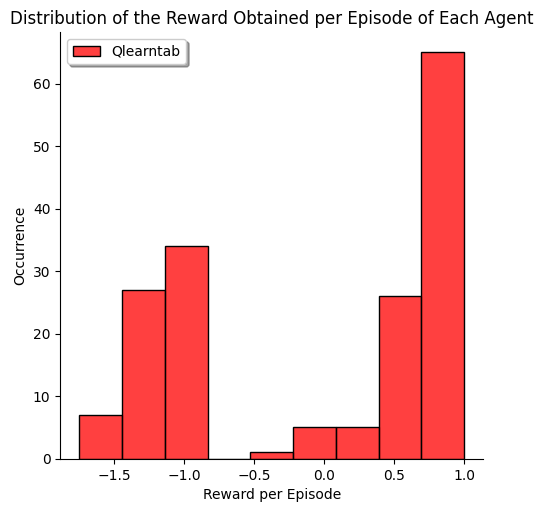 Distribution of the Reward Obtained per Episode of Each Agent
Qlearntab
60
50
40
30
20
10
0
Occurrence
−1.5 −1.0 −0.5 0.0 0.5 1.0
Reward per Episode